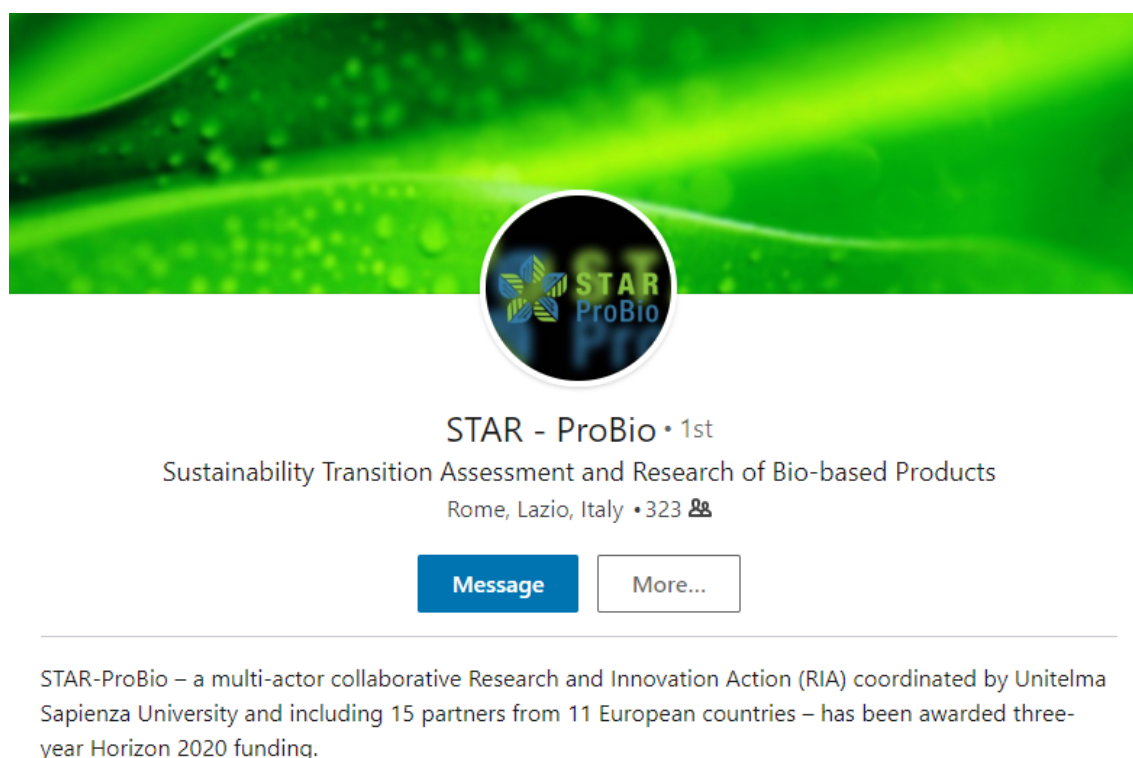 STAR
ProBio
STAR - ProBio • 1st
Sustainability Transition Assessment and Research of Bio-based Products
Rome, Lazio, Italy • 323
Message
More...
STAR-ProBio – a multi-actor collaborative Research and Innovation Action (RIA) coordinated by Unitelma
Sapienza University and including 15 partners from 11 European countries – has been awarded three-
year Horizon 2020 funding.